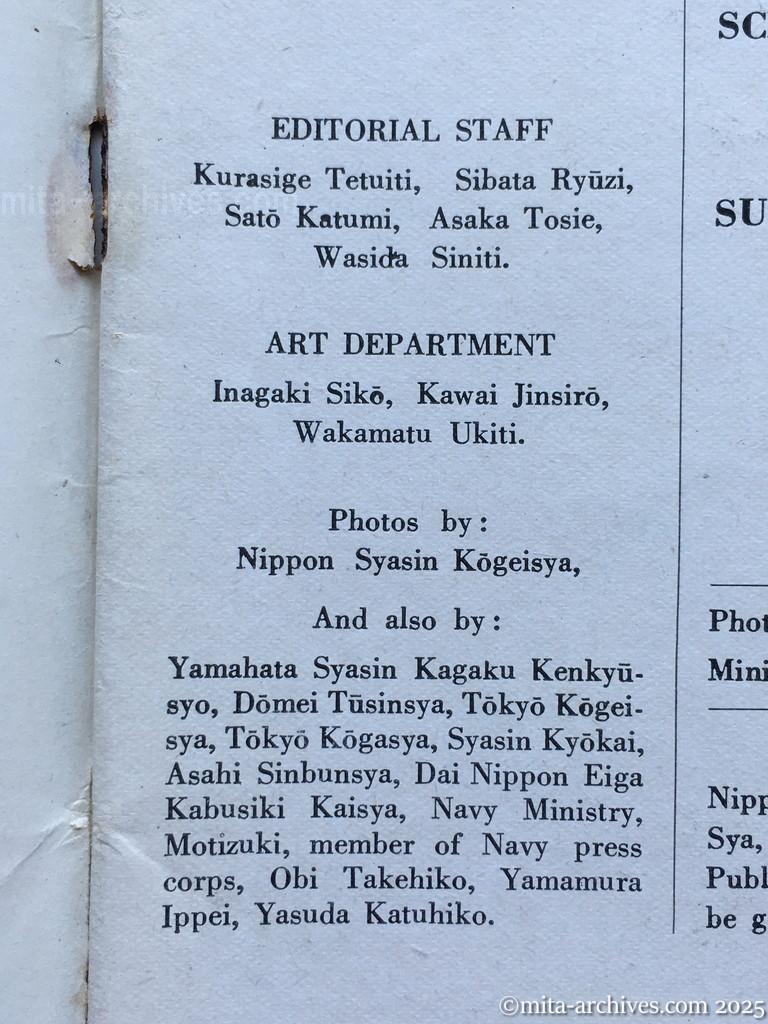 EDITORIAL STAFF
Kurasige Tetuiti, Sibata Ryūzi,
Satō Katumi, Asaka Tosie,
Wasida Siniti.
ART DEPARTMENT
Inagaki Sikō, Kawai Jinsirō,
Wakamatu Ukiti.
Photos by:
Nippon Syasin Kōgeisya,
And also by:
Yamahata Syasin Kagaku Kenkyū-
syo, Dōmei Tūsinsya, Tōkyō Kōgei-
sya, Tōkyō Kōgasya, Syasin Kyōkai,
Asahi Sinbunsya, Dai Nippon Eiga
Kabusiki Kaisya, Navy Ministry,
Motizuki, member of Navy press
corps, Obi Takehiko, Yamamura
Ippei, Yasuda Katuhiko.
SC
SU
Phot
Mini
Nipp
Sya,
Publ
be g
mita-archives.com
©mita-archives.com 2025